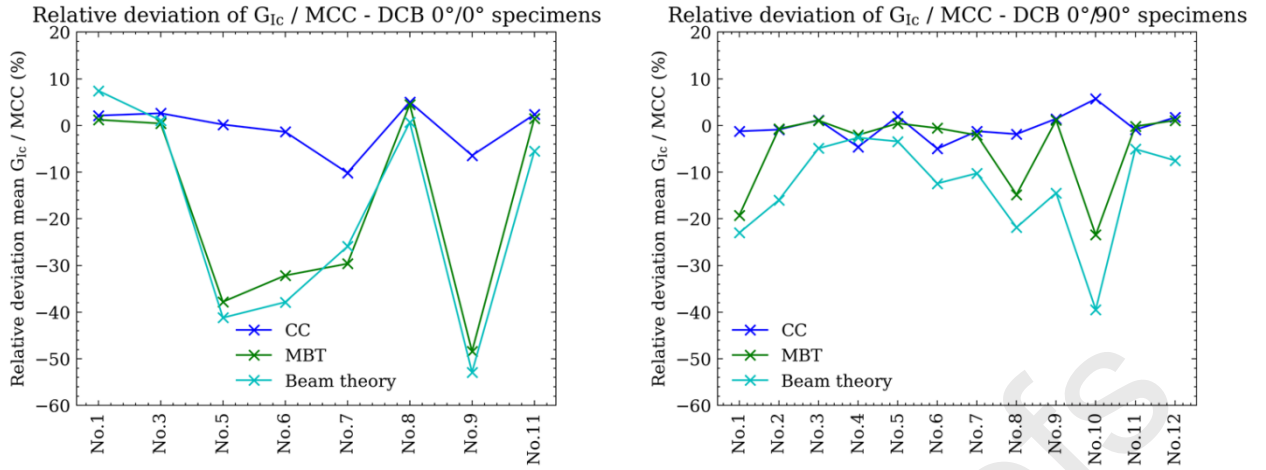 Relative deviation of G_Ic / MCC - DCB 0°/0° specimens
Relative deviation mean G_Ic / MCC (%)
20
10
0
−10
−20
−30
−40
−50
−60
CC
MBT
Beam theory
No.1
No.3
No.5
No.6
No.7
No.8
No.9
No.11
Relative deviation of G_Ic / MCC - DCB 0°/90° specimens
Relative deviation mean G_Ic / MCC (%)
20
10
0
−10
−20
−30
−40
−50
−60
CC
MBT
Beam theory
No.1
No.2
No.3
No.4
No.5
No.6
No.7
No.8
No.9
No.10
No.11
No.12